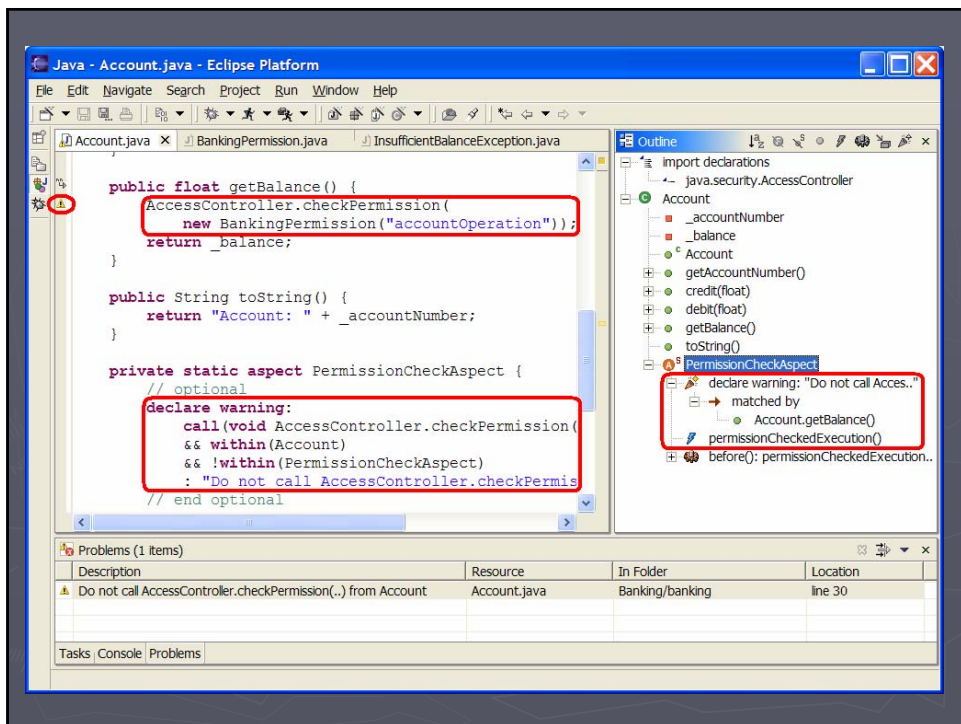 Java - Account.java - Eclipse Platform
File Edit Navigate Search Project Run Window Help
Account.java BankingPermission.java InsufficientBalanceException.java
}
public float getBalance() {
AccessController.checkPermission(
new BankingPermission("accountOperation"));
return _balance;
}
public String toString() {
return "Account: " + _accountNumber;
}
private static aspect PermissionCheckAspect {
// optional
declare warning:
call(void AccessController.checkPermission(
&& within(Account)
&& !within(PermissionCheckAspect)
: "Do not call AccessController.checkPermis
// end optional
Outline
import declarations
java.security.AccessController
Account
_accountNumber
_balance
Account
getAccountNumber()
credit(float)
debit(float)
getBalance()
toString()
PermissionCheckAspect
declare warning: "Do not call Acces.."
matched by
Account.getBalance()
permissionCheckedExecution()
before(): permissionCheckedExecution..
Problems (1 items)
Description Resource In Folder Location
Do not call AccessController.checkPermission(..) from Account Account.java Banking/banking line 30
Tasks Console Problems